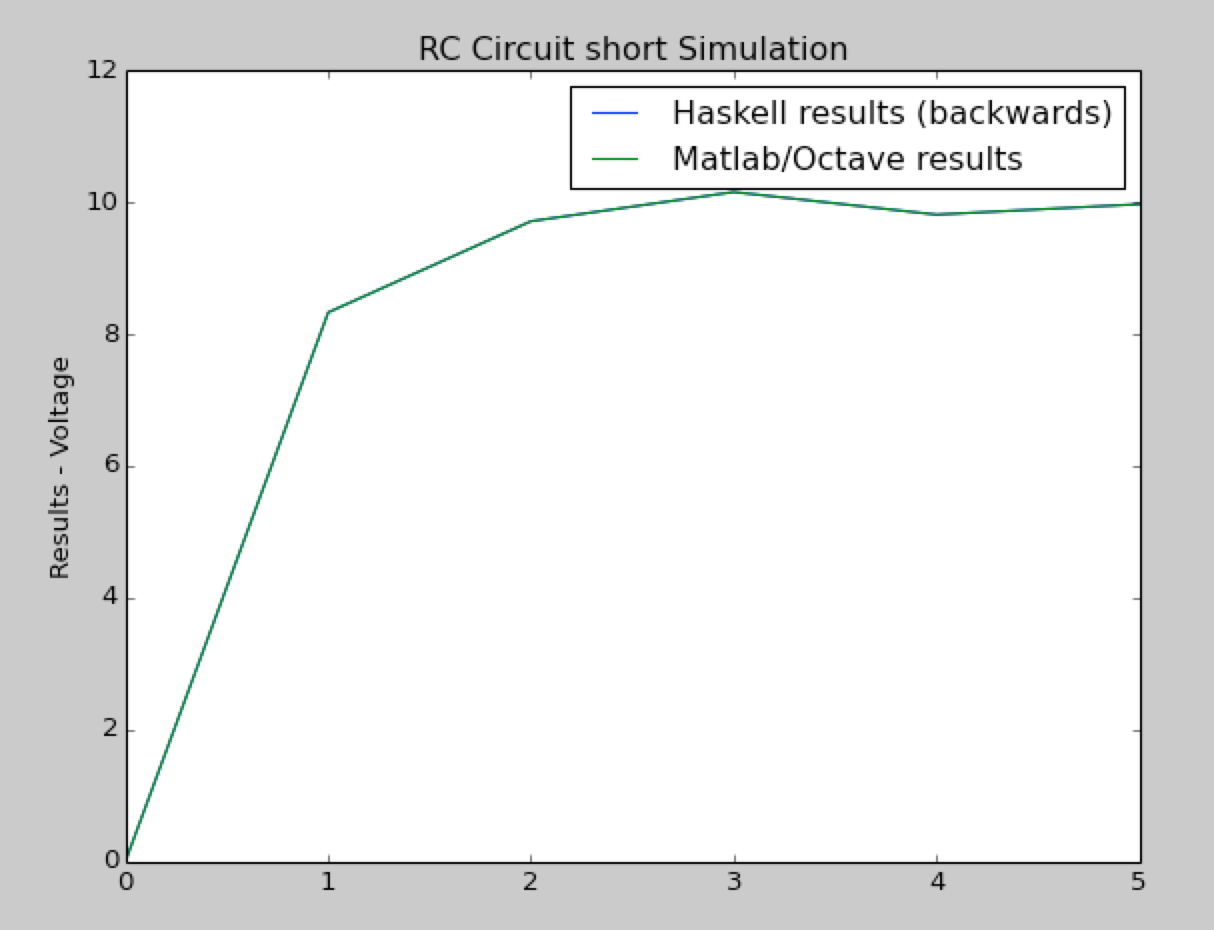 RC Circuit short Simulation
Haskell results (backwards)
Matlab/Octave results
Results - Voltage
12
10
8
6
4
2
0
0 1 2 3 4 5